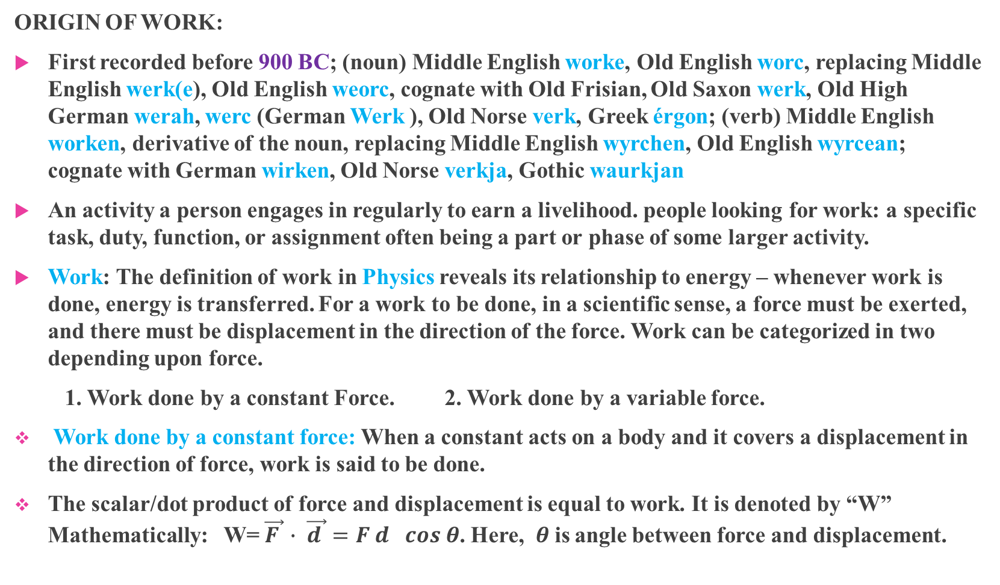 ORIGIN OF WORK:
First recorded before 900 BC; (noun) Middle English worke, Old English worc, replacing Middle
English werk(e), Old English weorc, cognate with Old Frisian, Old Saxon werk, Old High
German werah, werc (German Werk ), Old Norse verk, Greek érgon; (verb) Middle English
worken, derivative of the noun, replacing Middle English wyrchen, Old English wyrcean;
cognate with German wirken, Old Norse verkja, Gothic waurkjan
An activity a person engages in regularly to earn a livelihood. people looking for work: a specific
task, duty, function, or assignment often being a part or phase of some larger activity.
Work: The definition of work in Physics reveals its relationship to energy – whenever work is
done, energy is transferred. For a work to be done, in a scientific sense, a force must be exerted,
and there must be displacement in the direction of the force. Work can be categorized in two
depending upon force.
1. Work done by a constant Force. 2. Work done by a variable force.
Work done by a constant force: When a constant acts on a body and it covers a displacement in
the direction of force, work is said to be done.
The scalar/dot product of force and displacement is equal to work. It is denoted by “W”
Mathematically: W= F⃗ · d⃗ = F d cos θ. Here, θ is angle between force and displacement.